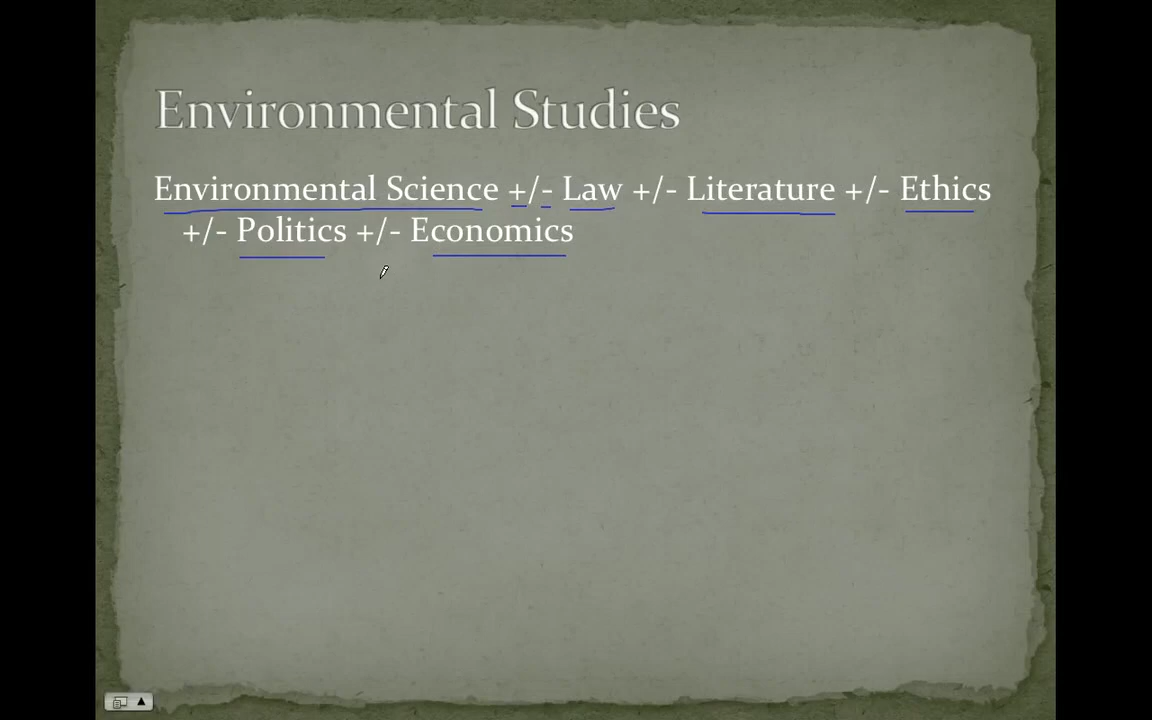 Environmental Studies
Environmental Science +/- Law +/- Literature +/- Ethics
+/- Politics +/- Economics